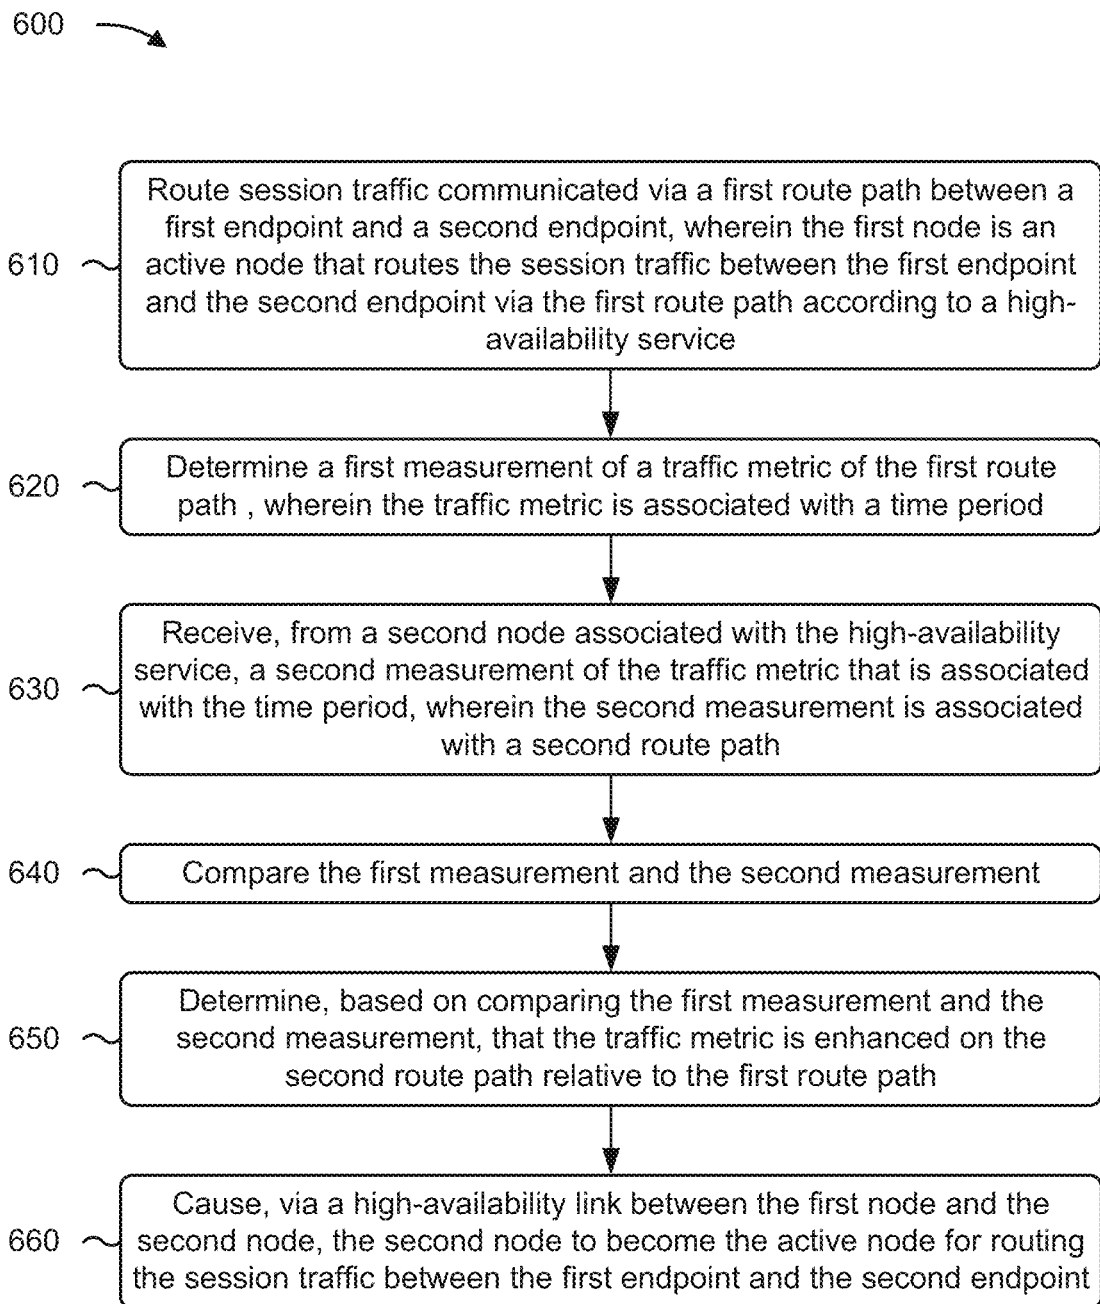 600
Route session traffic communicated via a first route path between a
first endpoint and a second endpoint, wherein the first node is an
610
active node that routes the session traffic between the first endpoint
and the second endpoint via the first route path according to a high-
availability service
620
Determine a first measurement of a traffic metric of the first route
path , wherein the traffic metric is associated with a time period
630
Receive, from a second node associated with the high-availability
service, a second measurement of the traffic metric that is associated
with the time period, wherein the second measurement is associated
with a second route path
640
Compare the first measurement and the second measurement
650
Determine, based on comparing the first measurement and the
second measurement, that the traffic metric is enhanced on the
second route path relative to the first route path
660
Cause, via a high-availability link between the first node and the
second node, the second node to become the active node for routing
the session traffic between the first endpoint and the second endpoint